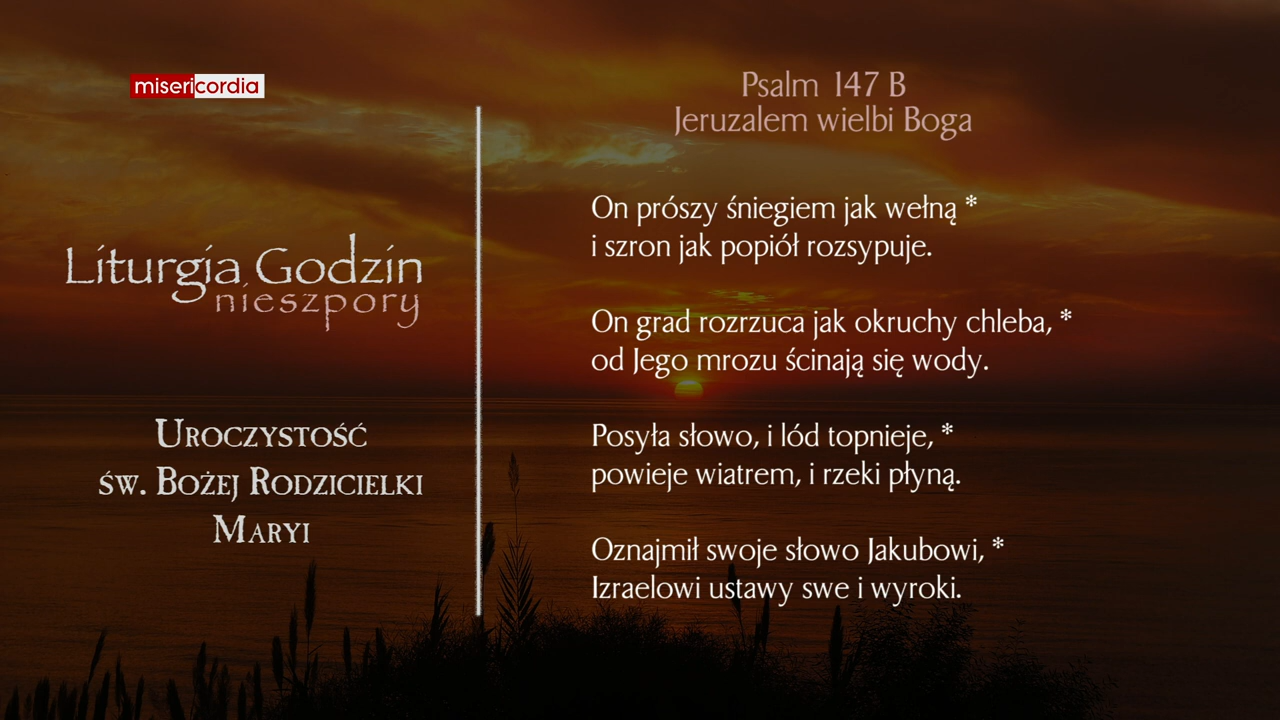 misericordia
Liturgia Godzin
nieszpory
Uroczystość
św. Bożej Rodzicielki
Maryi
Psalm 147 B
Jeruzalem wielbi Boga
On prószy śniegiem jak wełną *
i szron jak popiół rozsypuje.
On grad rozrzuca jak okruchy chleba, *
od Jego mrozu ścinają się wody.
Posyła słowo, i lód topnieje, *
powieje wiatrem, i rzeki płyną.
Oznajmił swoje słowo Jakubowi, *
Izraelowi ustawy swe i wyroki.